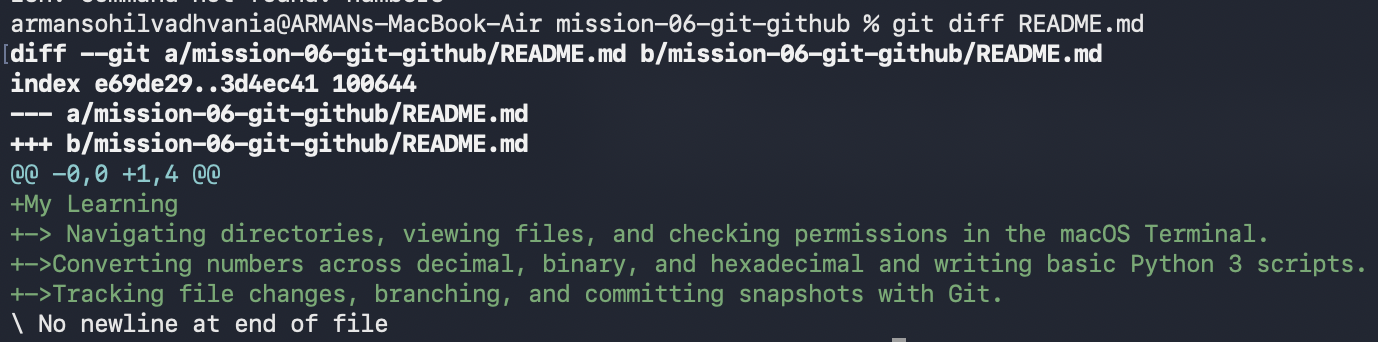 armansohilvadhvania@ARMANs-MacBook-Air mission-06-git-github % git diff README.md
[diff --git a/mission-06-git-github/README.md b/mission-06-git-github/README.md
index e69de29..3d4ec41 100644
--- a/mission-06-git-github/README.md
+++ b/mission-06-git-github/README.md
@@ -0,0 +1,4 @@
+My Learning
+-> Navigating directories, viewing files, and checking permissions in the macOS Terminal.
+->Converting numbers across decimal, binary, and hexadecimal and writing basic Python 3 scripts.
+->Tracking file changes, branching, and committing snapshots with Git.
\ No newline at end of file